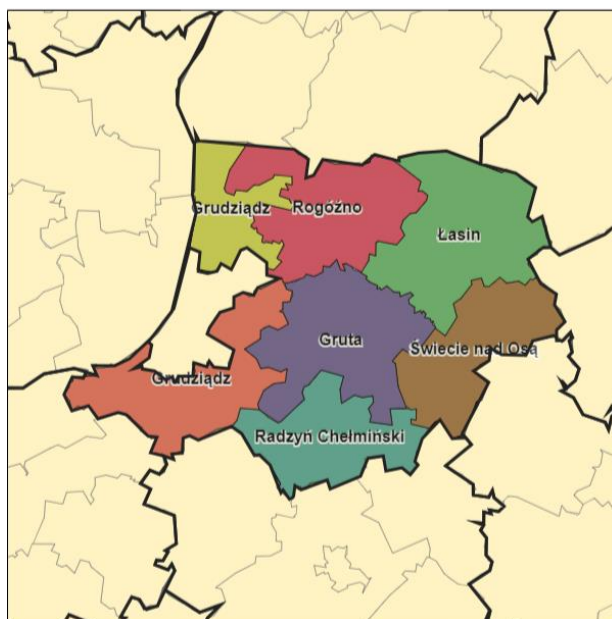 Grudziądz
Rogóźno
Łasin
Gruta
Świecie nad Osą
Grudziądz
Radzyń Chełmiński